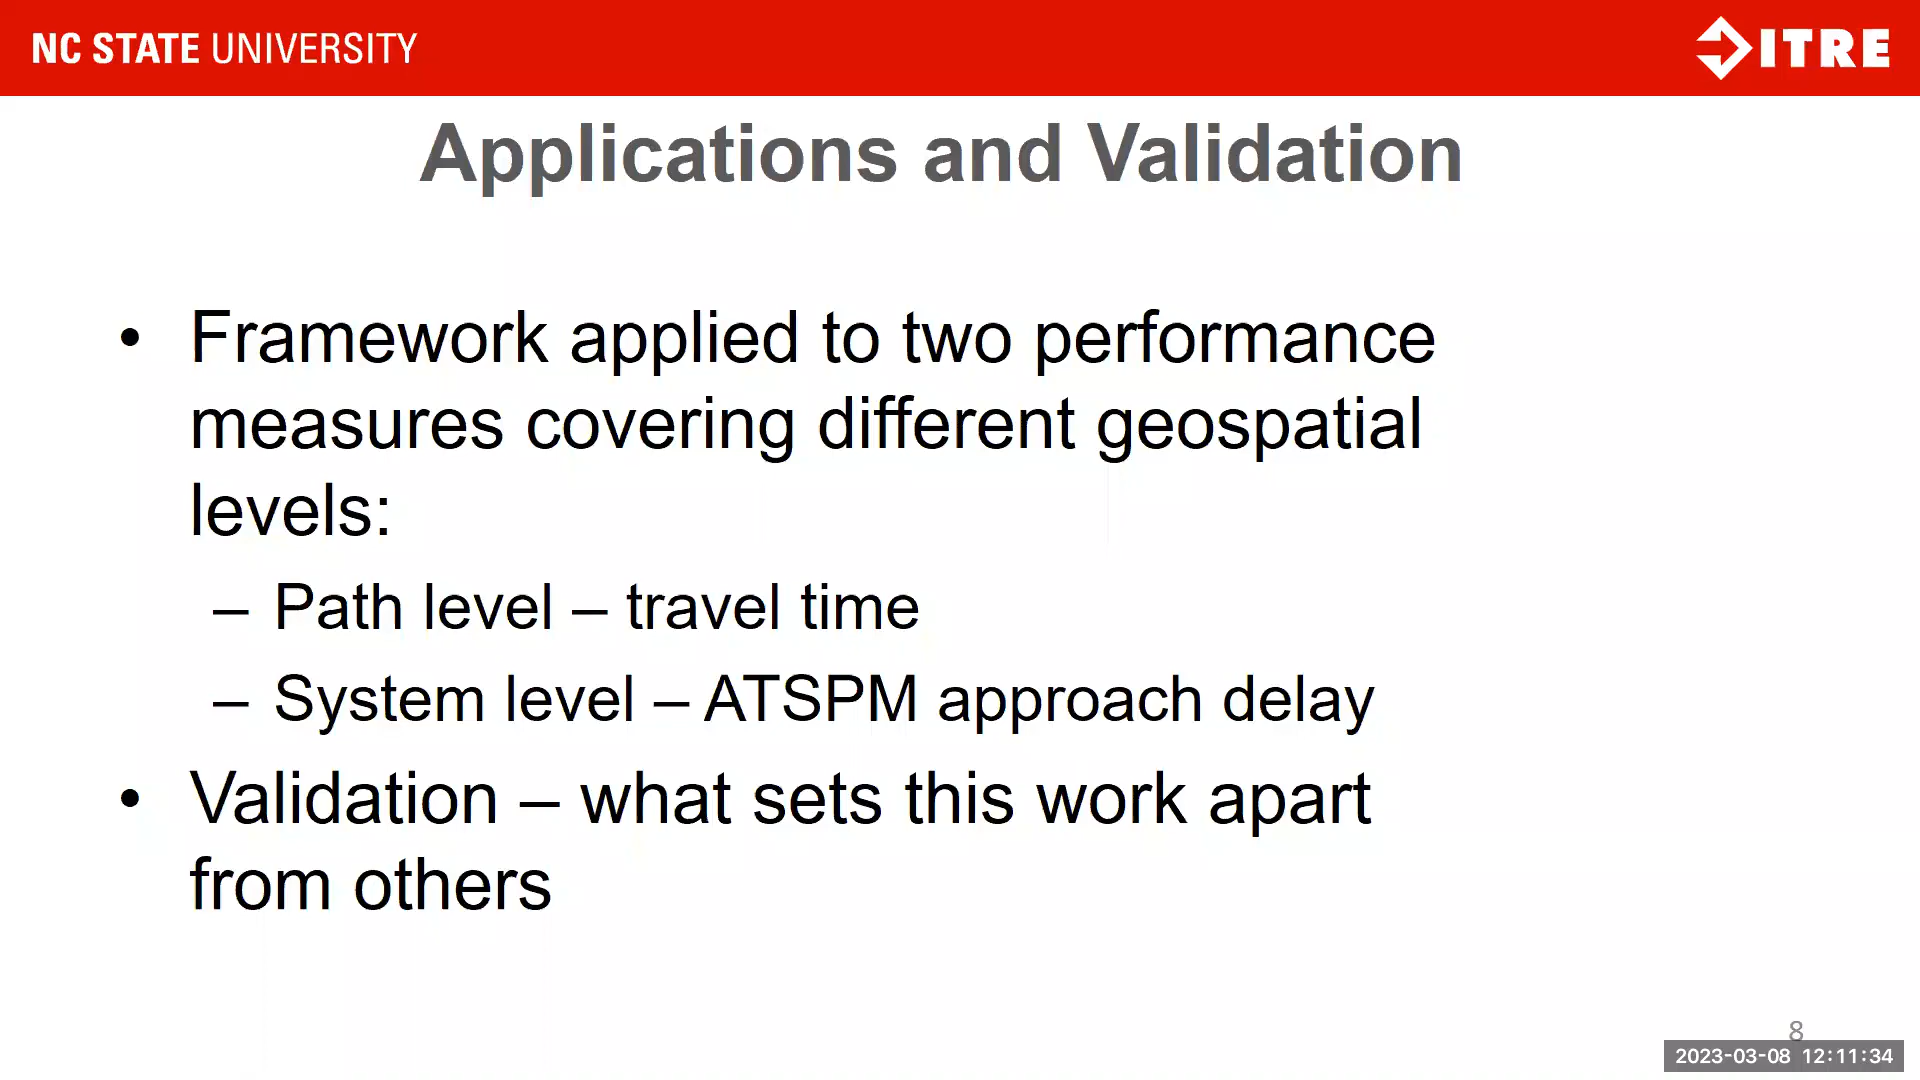 NC STATE UNIVERSITY
ITRE
Applications and Validation
• Framework applied to two performance
measures covering different geospatial
levels:
– Path level – travel time
– System level – ATSPM approach delay
• Validation – what sets this work apart
from others
8
2023-03-08 12:11:34